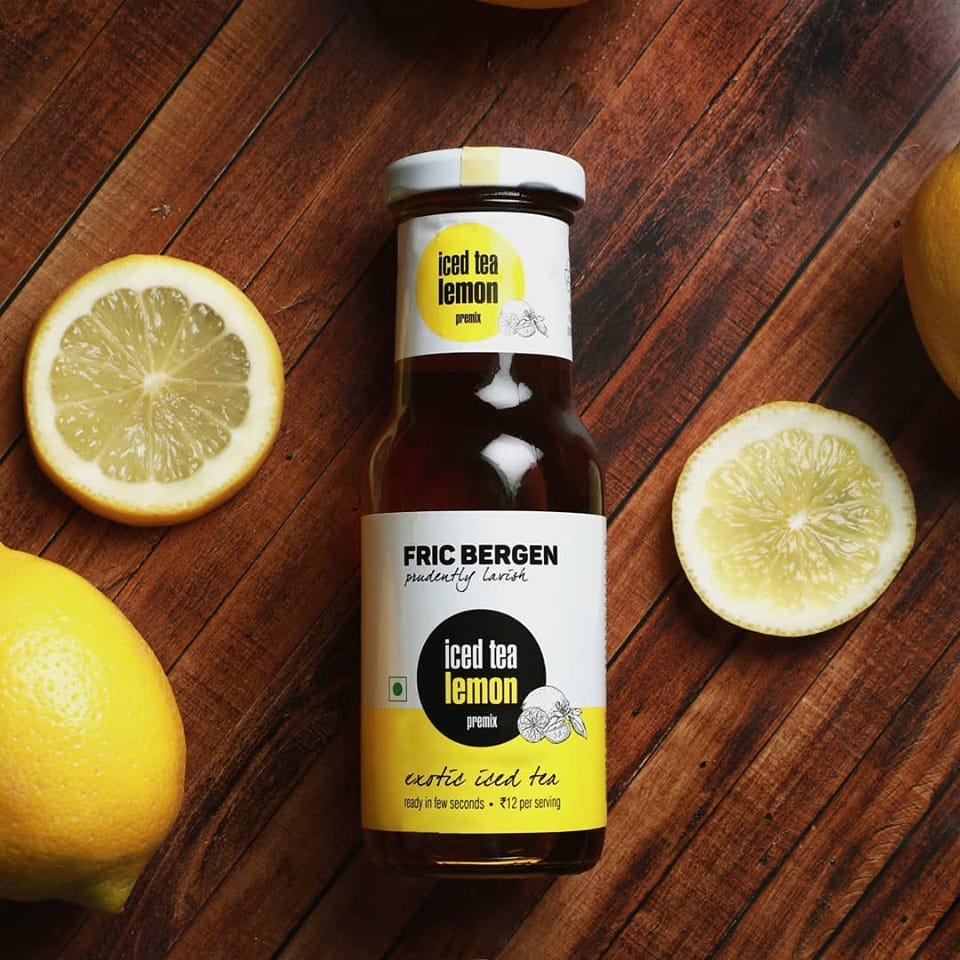 iced tea
lemon
premix
FRIC BERGEN
prudently lavish
iced tea
lemon
premix
exotic iced tea
ready in few seconds • ₹12 per serving